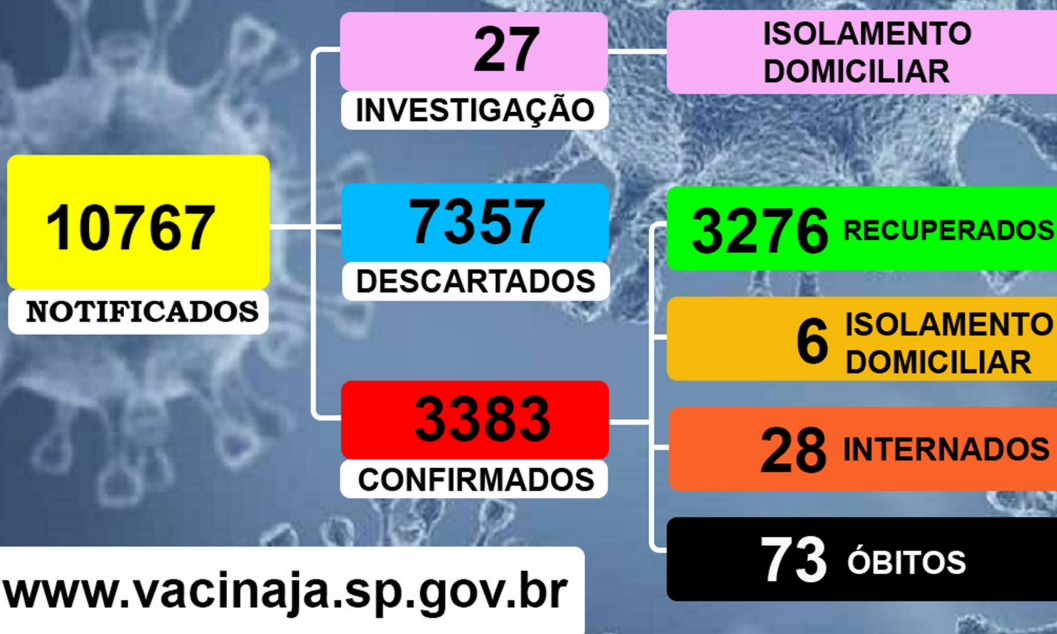 27
INVESTIGAÇÃO
ISOLAMENTO
DOMICILIAR
10767
NOTIFICADOS
7357
DESCARTADOS
3383
CONFIRMADOS
3276 RECUPERADOS
6 ISOLAMENTO
DOMICILIAR
28 INTERNADOS
73 ÓBITOS
www.vacinaja.sp.gov.br